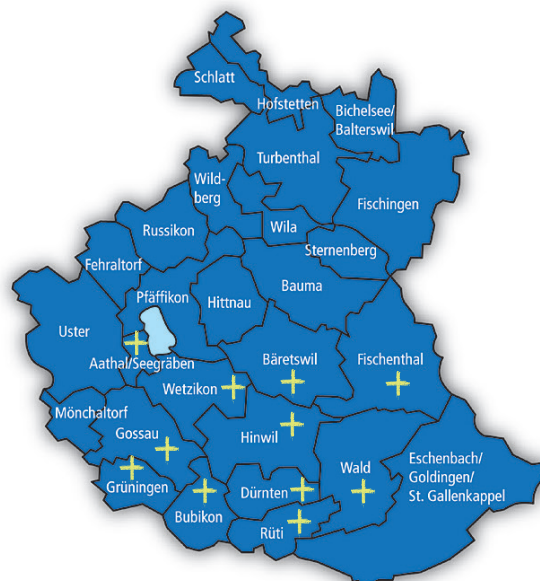 Schlatt
Hofstetten
Bichelsee/
Balterswil
Turbenthal
Wild-
berg
Fischingen
Wila
Russikon
Sternenberg
Fehraltorf
Pfäffikon
Hittnau
Bauma
Uster
Aathal/Seegräben
Bäretswil
Fischenthal
Wetzikon
Mönchaltorf
Gossau
Hinwil
Wald
Eschenbach/
Goldingen/
St. Gallenkappel
Grüningen
Dürnten
Bubikon
Rüti